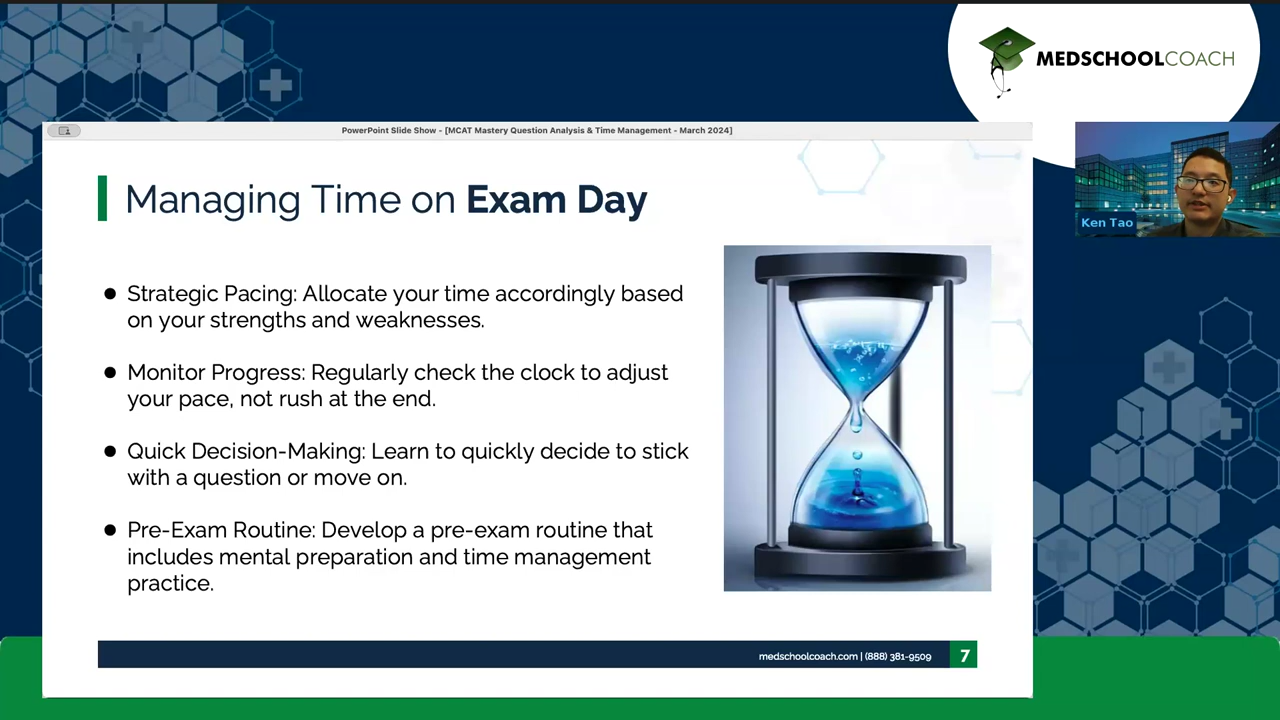 MEDSCHOOLCOACH
PowerPoint Slide Show - [MCAT Mastery Question Analysis & Time Management - March 2024]
Managing Time on Exam Day
Ken Tao
● Strategic Pacing: Allocate your time accordingly based
on your strengths and weaknesses.
● Monitor Progress: Regularly check the clock to adjust
your pace, not rush at the end.
● Quick Decision-Making: Learn to quickly decide to stick
with a question or move on.
● Pre-Exam Routine: Develop a pre-exam routine that
includes mental preparation and time management
practice.
medschoolcoach.com | (888) 381-9509
7